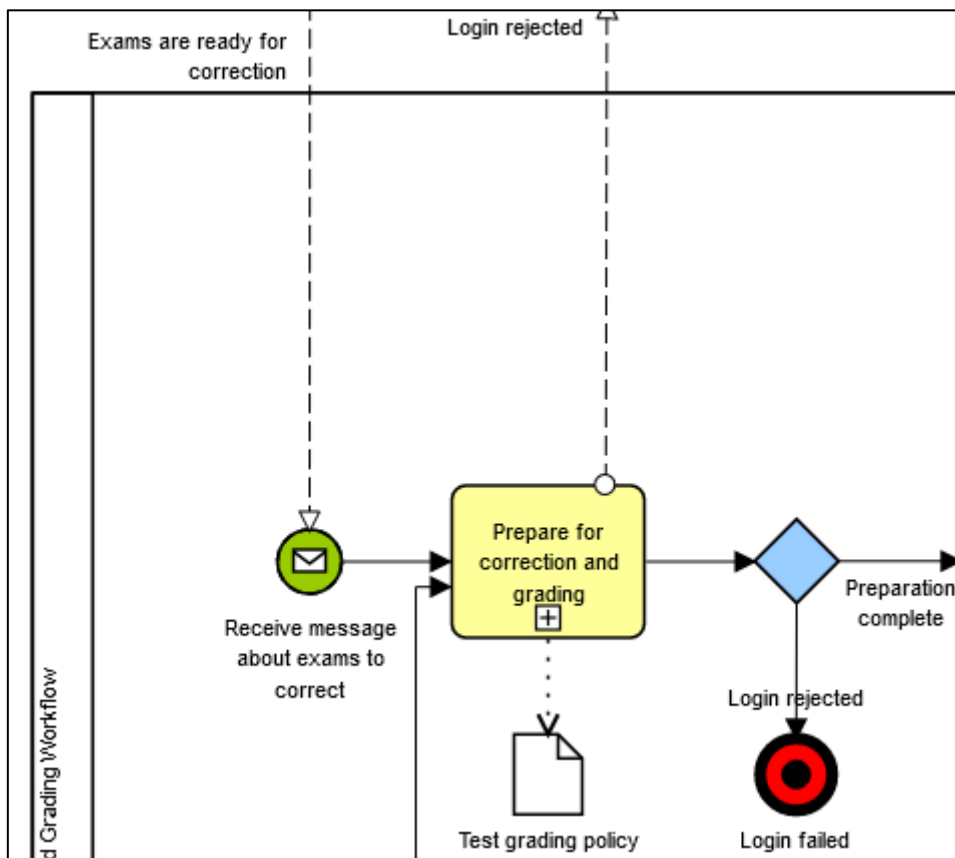 Exams are ready for
correction
Login rejected
Prepare for
correction and
grading
Receive message
about exams to
correct
Preparation
complete
Login rejected
Test grading policy
Login failed
Grading Workflow